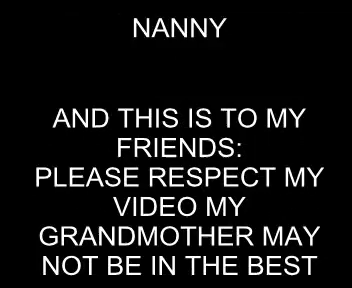 NANNY
AND THIS IS TO MY
FRIENDS:
PLEASE RESPECT MY
VIDEO MY
GRANDMOTHER MAY
NOT BE IN THE BEST